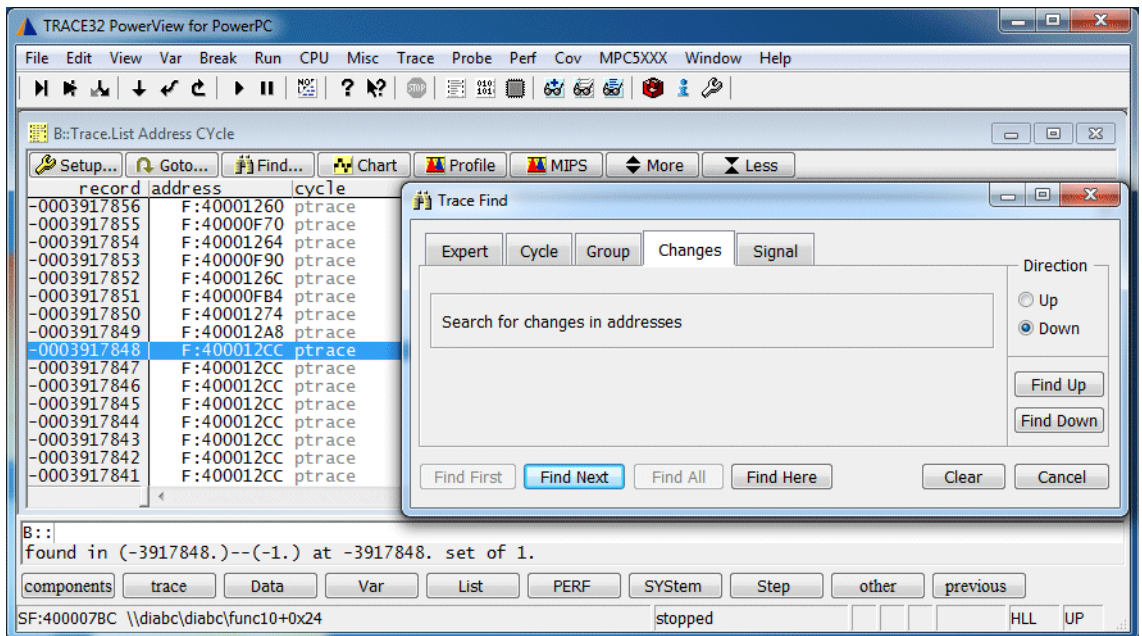 TRACE32 PowerView for PowerPC
File Edit View Var Break Run CPU Misc Trace Probe Perf Cov MPC5XXX Window Help
B::Trace.List Address CYcle
Setup... Goto... Find... Chart Profile MIPS More Less
record address cycle
-0003917856 F:40001260 ptrace
-0003917855 F:40000F70 ptrace
-0003917854 F:40001264 ptrace
-0003917853 F:40000F90 ptrace
-0003917852 F:4000126C ptrace
-0003917851 F:40000FB4 ptrace
-0003917850 F:40001274 ptrace
-0003917849 F:400012A8 ptrace
-0003917848 F:400012CC ptrace
-0003917847 F:400012CC ptrace
-0003917846 F:400012CC ptrace
-0003917845 F:400012CC ptrace
-0003917844 F:400012CC ptrace
-0003917843 F:400012CC ptrace
-0003917842 F:400012CC ptrace
-0003917841 F:400012CC ptrace
Trace Find
Expert Cycle Group Changes Signal
Search for changes in addresses
Direction
Up
Down
Find Up
Find Down
Find First Find Next Find All Find Here Clear Cancel
B::
found in (-3917848.)--(-1.) at -3917848. set of 1.
components trace Data Var List PERF SYStem Step other previous
SF:400007BC \\diabc\diabc\func10+0x24 stopped HLL UP